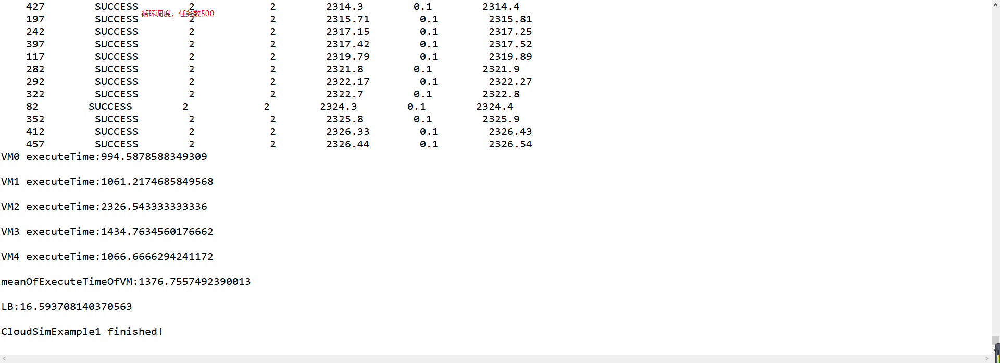 427 SUCCESS 2 2 2314.3 0.1 2314.4
循环调度，任务数500
197 SUCCESS 2 2 2315.71 0.1 2315.81
242 SUCCESS 2 2 2317.15 0.1 2317.25
397 SUCCESS 2 2 2317.42 0.1 2317.52
117 SUCCESS 2 2 2319.79 0.1 2319.89
282 SUCCESS 2 2 2321.8 0.1 2321.9
292 SUCCESS 2 2 2322.17 0.1 2322.27
322 SUCCESS 2 2 2322.7 0.1 2322.8
82 SUCCESS 2 2 2324.3 0.1 2324.4
352 SUCCESS 2 2 2325.8 0.1 2325.9
412 SUCCESS 2 2 2326.33 0.1 2326.43
457 SUCCESS 2 2 2326.44 0.1 2326.54
VM0 executeTime:994.5878588349309
VM1 executeTime:1061.2174685849568
VM2 executeTime:2326.543333333336
VM3 executeTime:1434.7634560176662
VM4 executeTime:1066.6666294241172
meanOfExecuteTimeOfVM:1376.7557492390013
LB:16.593708140370563
CloudSimExample1 finished!